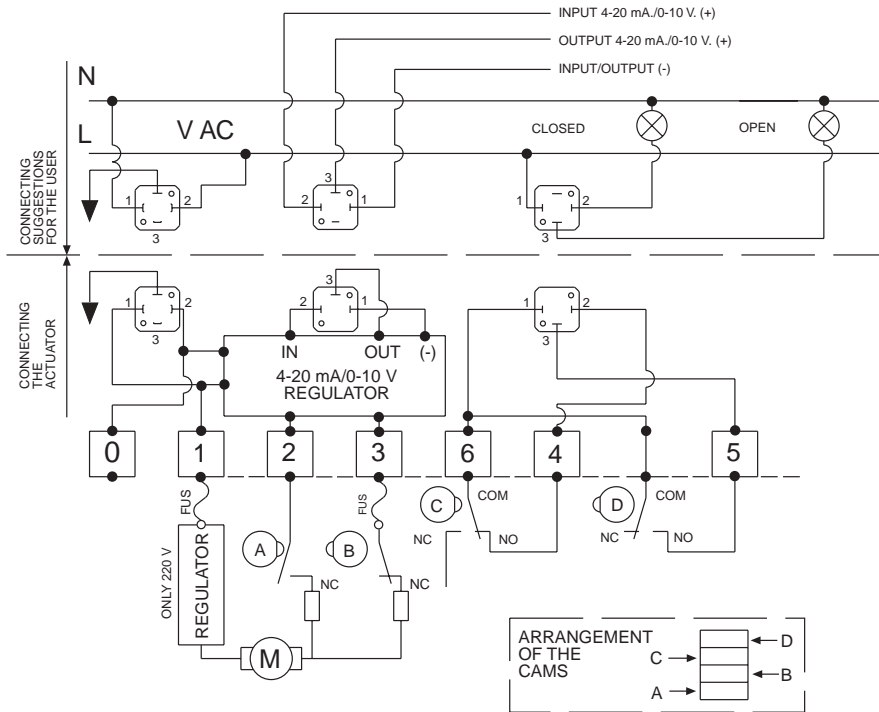 INPUT 4-20 mA./0-10 V. (+)
OUTPUT 4-20 mA./0-10 V. (+)
INPUT/OUTPUT (-)
N
L
V AC
CLOSED
OPEN
CONNECTING
SUGGESTIONS
FOR THE USER
1
2
3
3
2
1
1
2
3
CONNECTING
THE
ACTUATOR
1
2
3
3
2
1
1
2
3
IN
OUT
(-)
4-20 mA/0-10 V
REGULATOR
0
1
2
3
6
4
5
FUS
FUS
COM
COM
C
D
A
B
NC
NO
NC
NO
ONLY 220 V
REGULATOR
NC
NC
M
ARRANGEMENT
OF THE
CAMS
D
C
B
A